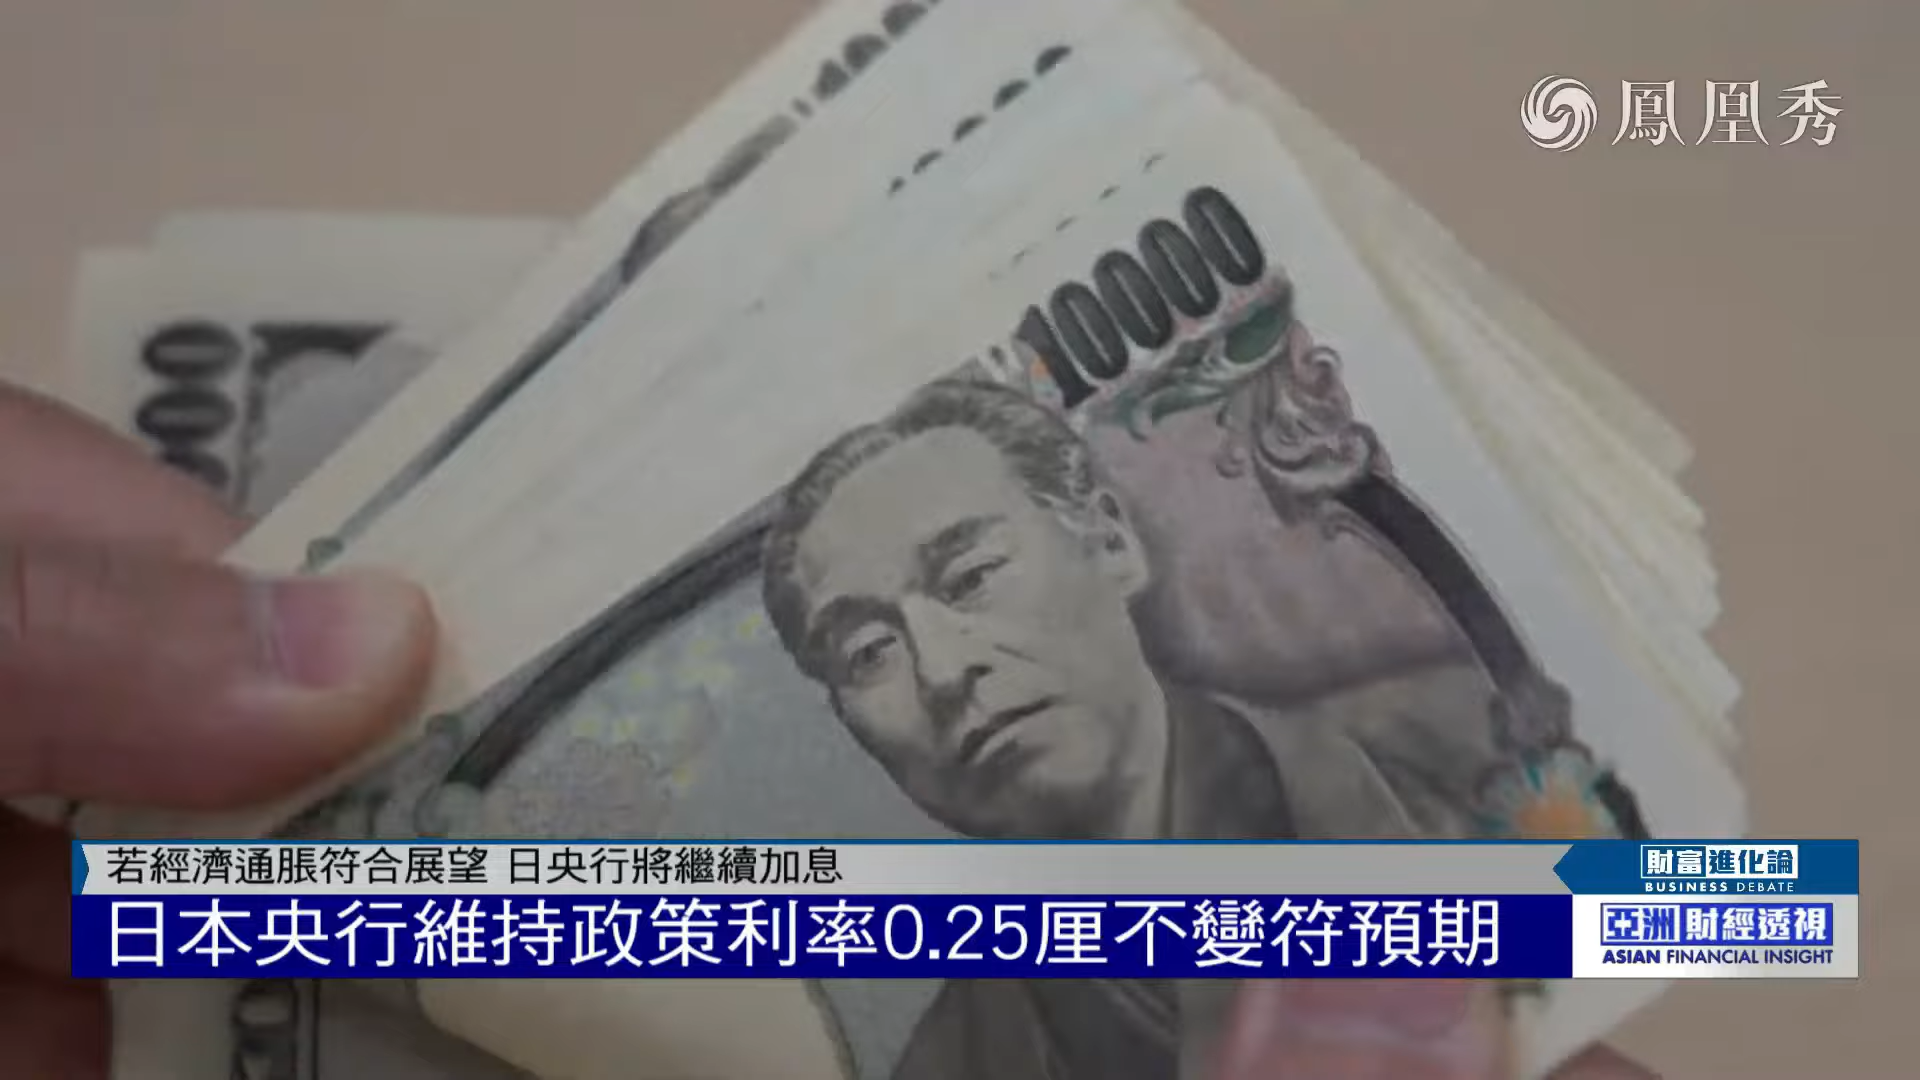 鳳凰秀
10000
若經濟通脹符合展望 日央行將繼續加息
日本央行維持政策利率0.25厘不變符預期
財富進化論
BUSINESS DEBATE
亞洲財經透視
ASIAN FINANCIAL INSIGHT